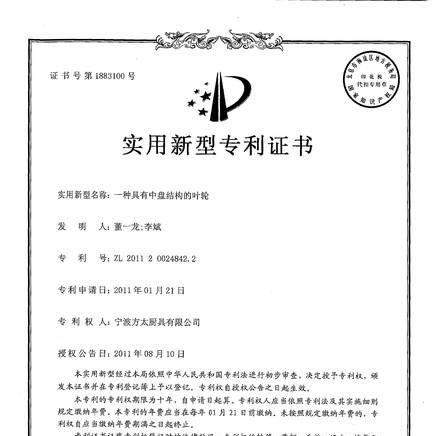 证书号第1883100号
印花税
代扣专用章
实用新型专利证书
实用新型名称：一种具有中盘结构的叶轮
发明人：董一龙;李斌
专利号：ZL 2011 2 0024842.2
专利申请日：2011年01月21日
专利权人：宁波方太厨具有限公司
授权公告日：2011年08月10日
本实用新型经过本局依照中华人民共和国专利法进行初步审查，决定授予专利权，颁
发本证书并在专利登记簿上予以登记。专利权自授权公告之日起生效。
本专利的专利权期限为十年，自申请日起算。专利权人应当依照专利法及其实施细则
规定缴纳年费。本专利的年费应当在每年01月21日前缴纳。未按照规定缴纳年费的，专
利权自应当缴纳年费期满之日起终止。